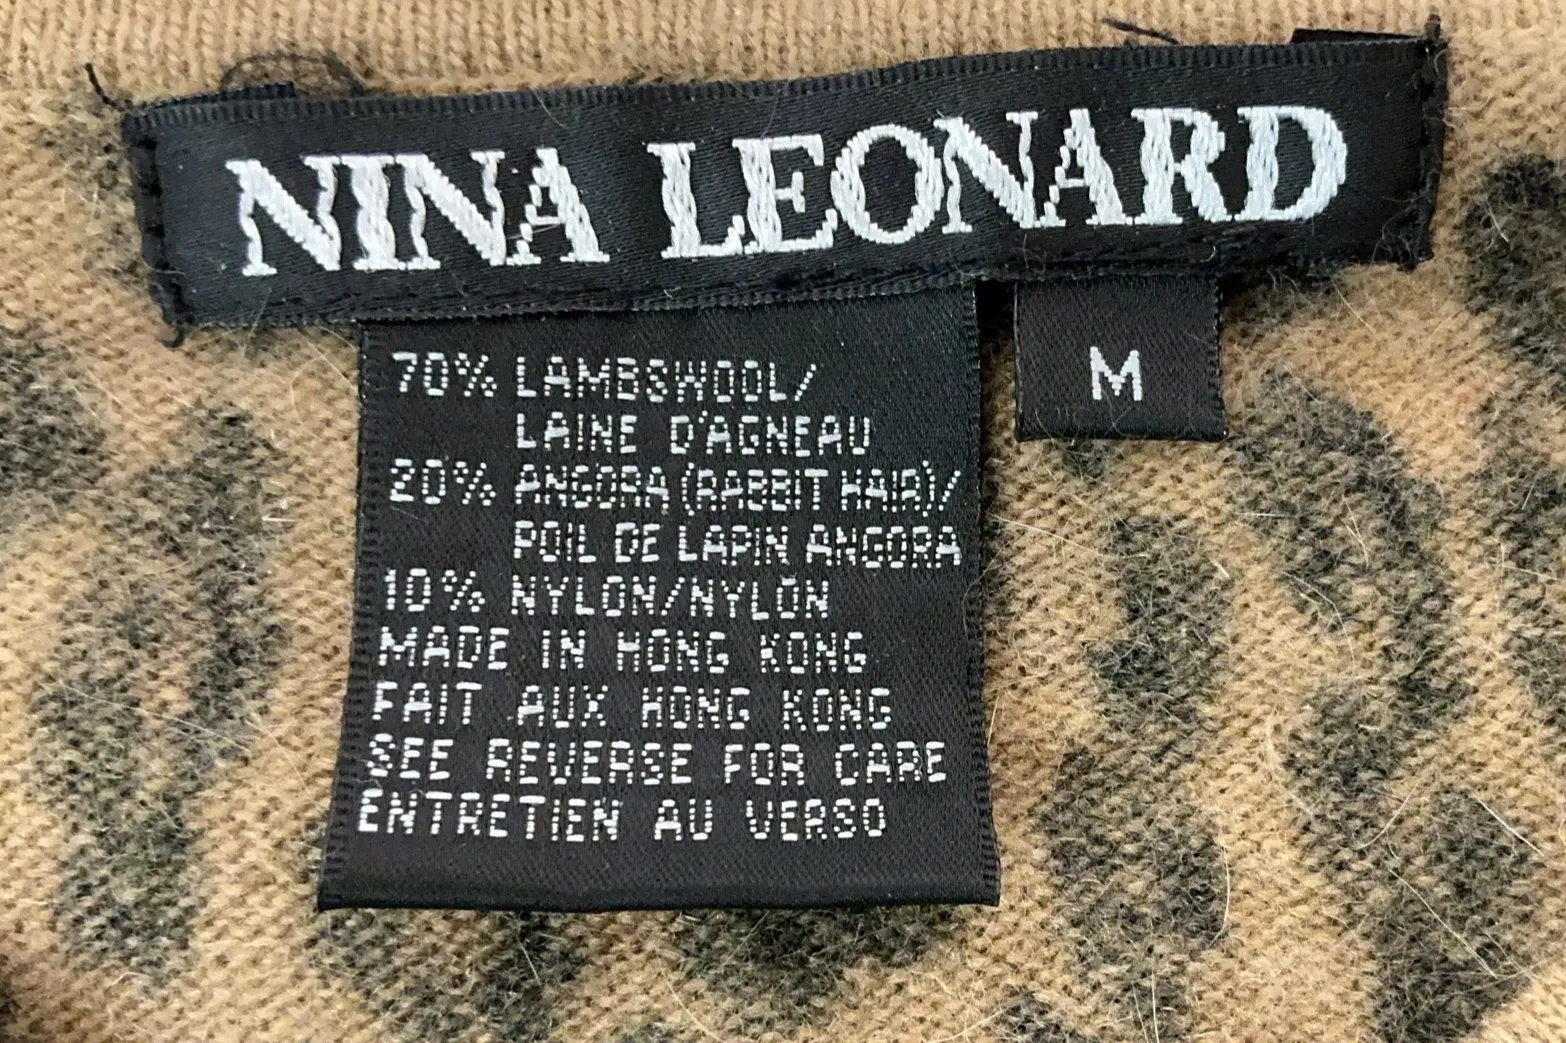 NINA LEONARD
M
70% LAMBSWOOL/
LAINE D'AGNEAU
20% ANGORA (RABBIT HAIR)/
POIL DE LAPIN ANGORA
10% NYLON/NYLON
MADE IN HONG KONG
FAIT AUX HONG KONG
SEE REVERSE FOR CARE
ENTRETIEN AU VERSO